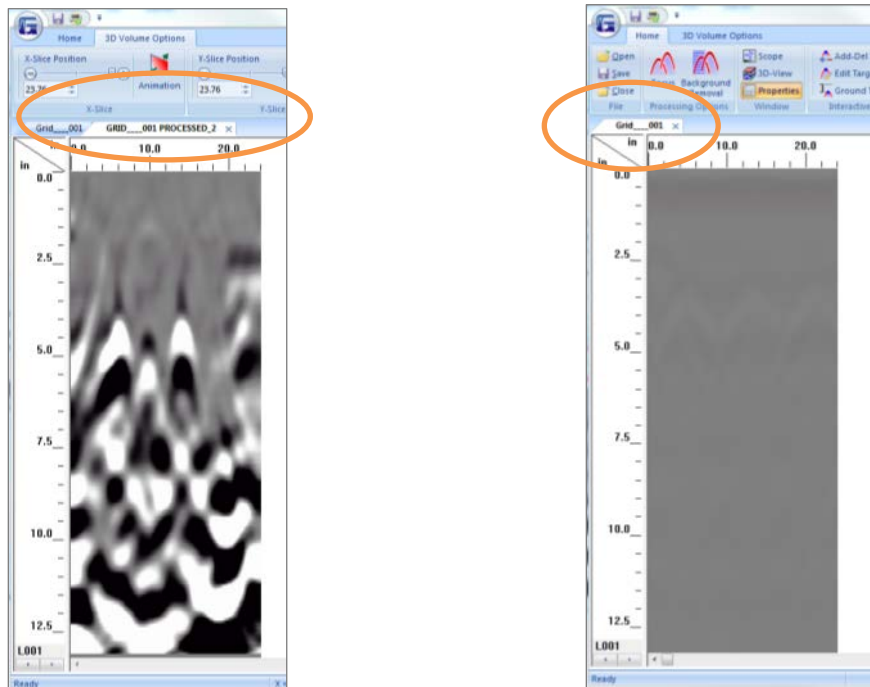 Home 3D Volume Options
X-Slice Position Y-Slice Position
23.76 Animation 23.76
X-Slice Y-Slice
Grid___001 GRID___001 PROCESSED_2 ×
in 0.0 10.0 20.0
in
0.0
2.5
5.0
7.5
10.0
12.5
L001
Ready
Home 3D Volume Options
Open Scope Add-Del
Save Background 3D-View Edit Targ
Close Removal Properties Ground
File Processing Options Window Interactive
Grid___001 ×
in 0.0 10.0 20.0
in
0.0
2.5
5.0
7.5
10.0
12.5
L001
Ready